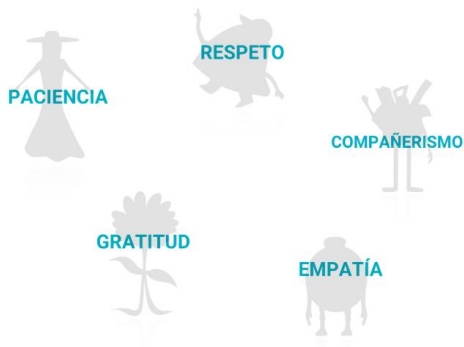 RESPETO
PACIENCIA
COMPAÑERISMO
GRATITUD
EMPATÍA